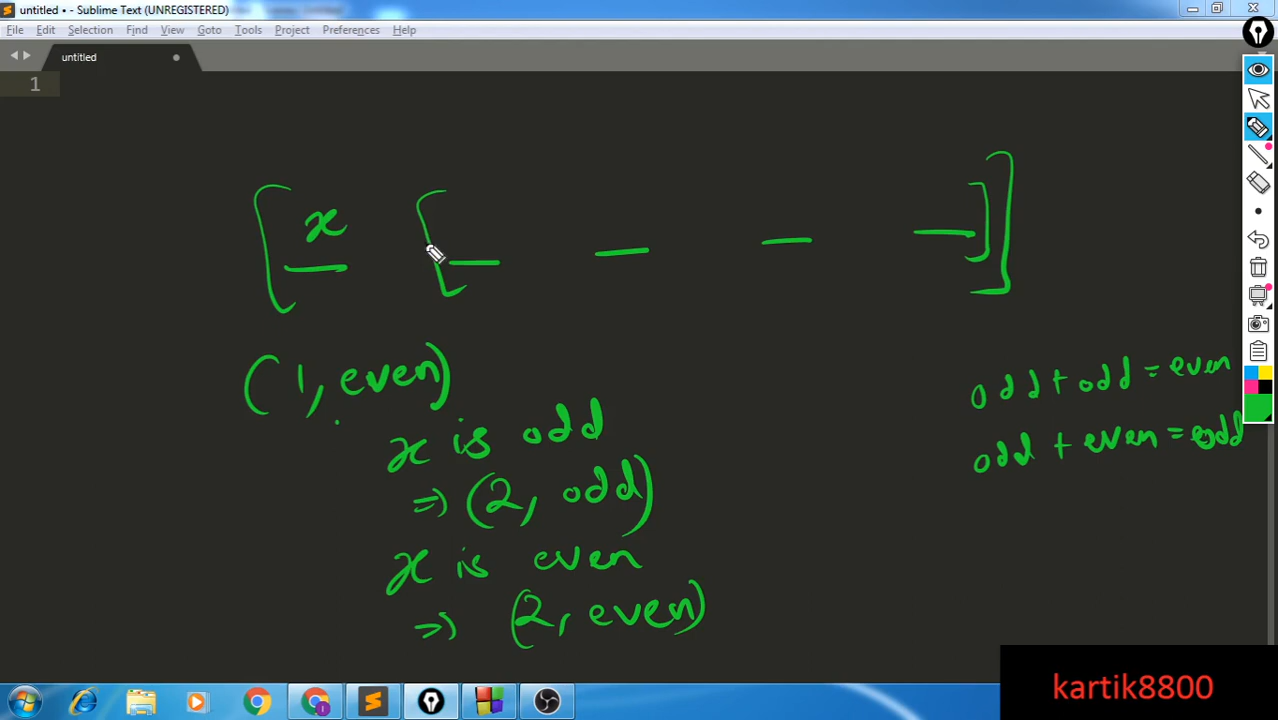 untitled • - Sublime Text (UNREGISTERED)
File Edit Selection Find View Goto Tools Project Preferences Help
untitled
1
[ x [ ] ]
(1, even)
x is odd
=> (2, odd)
x is even
=> (2, even)
odd + odd = even
odd + even = odd
kartik8800